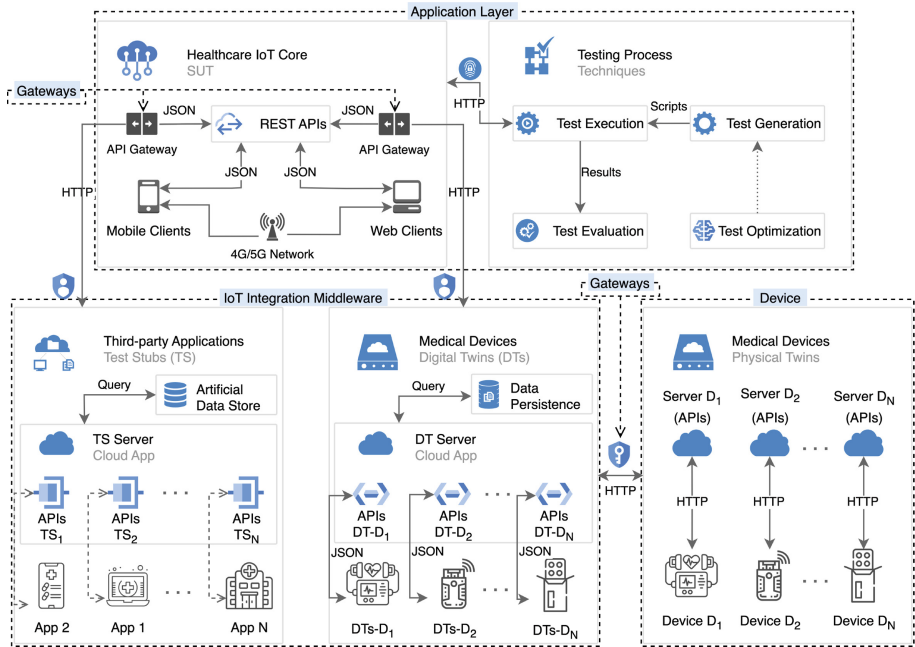 Application Layer
Healthcare IoT Core
SUT
Testing Process
Techniques
Gateways
JSON
JSON
HTTP
Scripts
REST APIs
Test Execution
Test Generation
API Gateway
API Gateway
JSON
JSON
Results
HTTP
HTTP
Mobile Clients
Web Clients
4G/5G Network
Test Evaluation
Test Optimization
IoT Integration Middleware
Gateways
Device
Third-party Applications
Test Stubs (TS)
Medical Devices
Digital Twins (DTs)
Medical Devices
Physical Twins
Query
Artificial
Data Store
Query
Data
Persistence
Server D1
(APIs)
Server D2
(APIs)
Server DN
(APIs)
TS Server
Cloud App
DT Server
Cloud App
HTTP
HTTP
HTTP
HTTP
APIs
TS1
APIs
TS2
APIs
TSN
APIs
DT-D1
APIs
DT-D2
APIs
DT-DN
JSON
JSON
JSON
App 2
App 1
App N
DTs-D1
DTs-D2
DTs-DN
Device D1
Device D2
Device DN